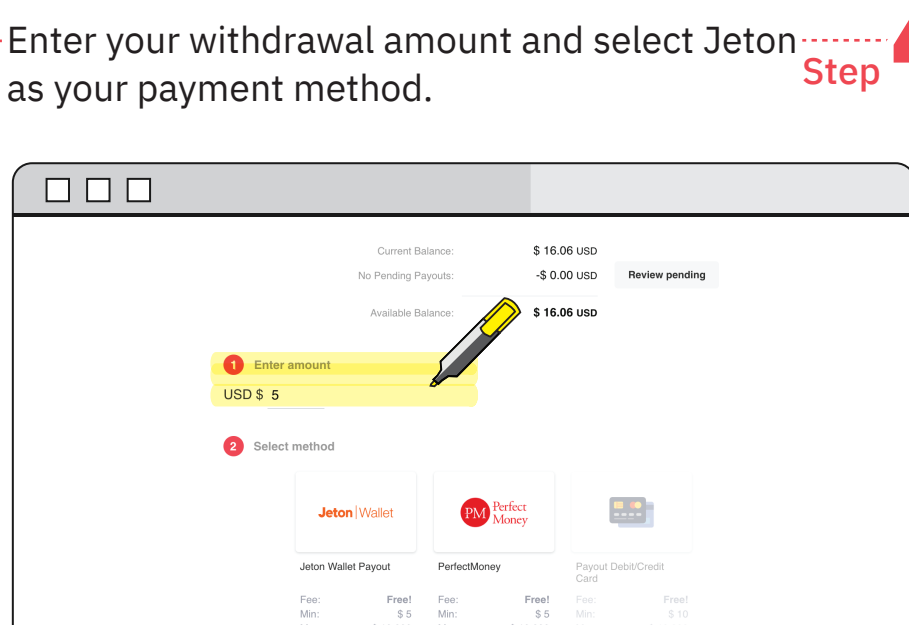 Enter your withdrawal amount and select Jeton
as your payment method.
Step
Current Balance: $ 16.06 USD
No Pending Payouts: -$ 0.00 USD Review pending
Available Balance: $ 16.06 USD
1 Enter amount
USD $ 5
2 Select method
Jeton | Wallet PM Perfect Money
Jeton Wallet Payout PerfectMoney Payout Debit/Credit Card
Fee: Free! Fee: Free! Fee: Free!
Min: $ 5 Min: $ 5 Min: $ 10